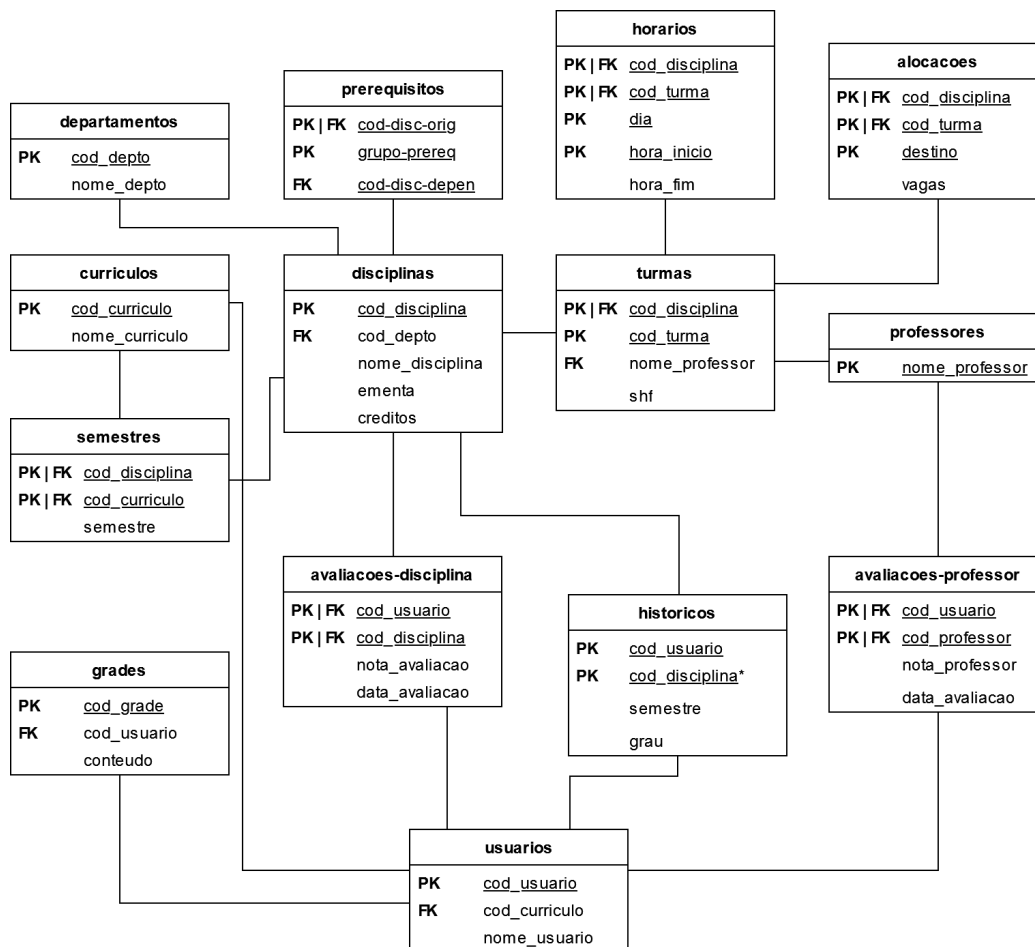 horarios
PK | FK cod_disciplina
PK | FK cod_turma
PK dia
PK hora_inicio
hora_fim
alocacoes
PK | FK cod_disciplina
PK | FK cod_turma
PK destino
vagas
prerequisitos
PK | FK cod-disc-orig
PK grupo-prereq
FK cod-disc-depen
departamentos
PK cod_depto
nome_depto
curriculos
PK cod_curriculo
nome_curriculo
disciplinas
PK cod_disciplina
FK cod_depto
nome_disciplina
ementa
creditos
turmas
PK | FK cod_disciplina
PK cod_turma
FK nome_professor
shf
professores
PK nome_professor
semestres
PK | FK cod_disciplina
PK | FK cod_curriculo
semestre
avaliacoes-disciplina
PK | FK cod_usuario
PK | FK cod_disciplina
nota_avaliacao
data_avaliacao
historicos
PK cod_usuario
PK cod_disciplina*
semestre
grau
avaliacoes-professor
PK | FK cod_usuario
PK | FK cod_professor
nota_professor
data_avaliacao
grades
PK cod_grade
FK cod_usuario
conteudo
usuarios
PK cod_usuario
FK cod_curriculo
nome_usuario